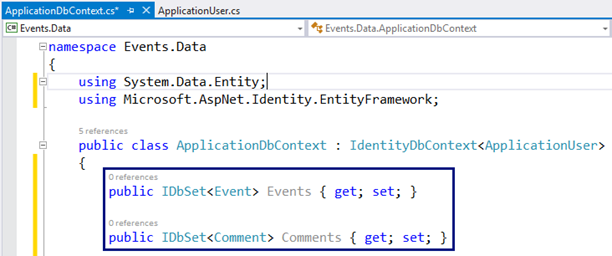 ApplicationDbContext.cs* ApplicationUser.cs
Events.Data Events.Data.ApplicationDbContext
namespace Events.Data
{
using System.Data.Entity;
using Microsoft.AspNet.Identity.EntityFramework;
5 references
public class ApplicationDbContext : IdentityDbContext<ApplicationUser>
{
0 references
public IDbSet<Event> Events { get; set; }
0 references
public IDbSet<Comment> Comments { get; set; }